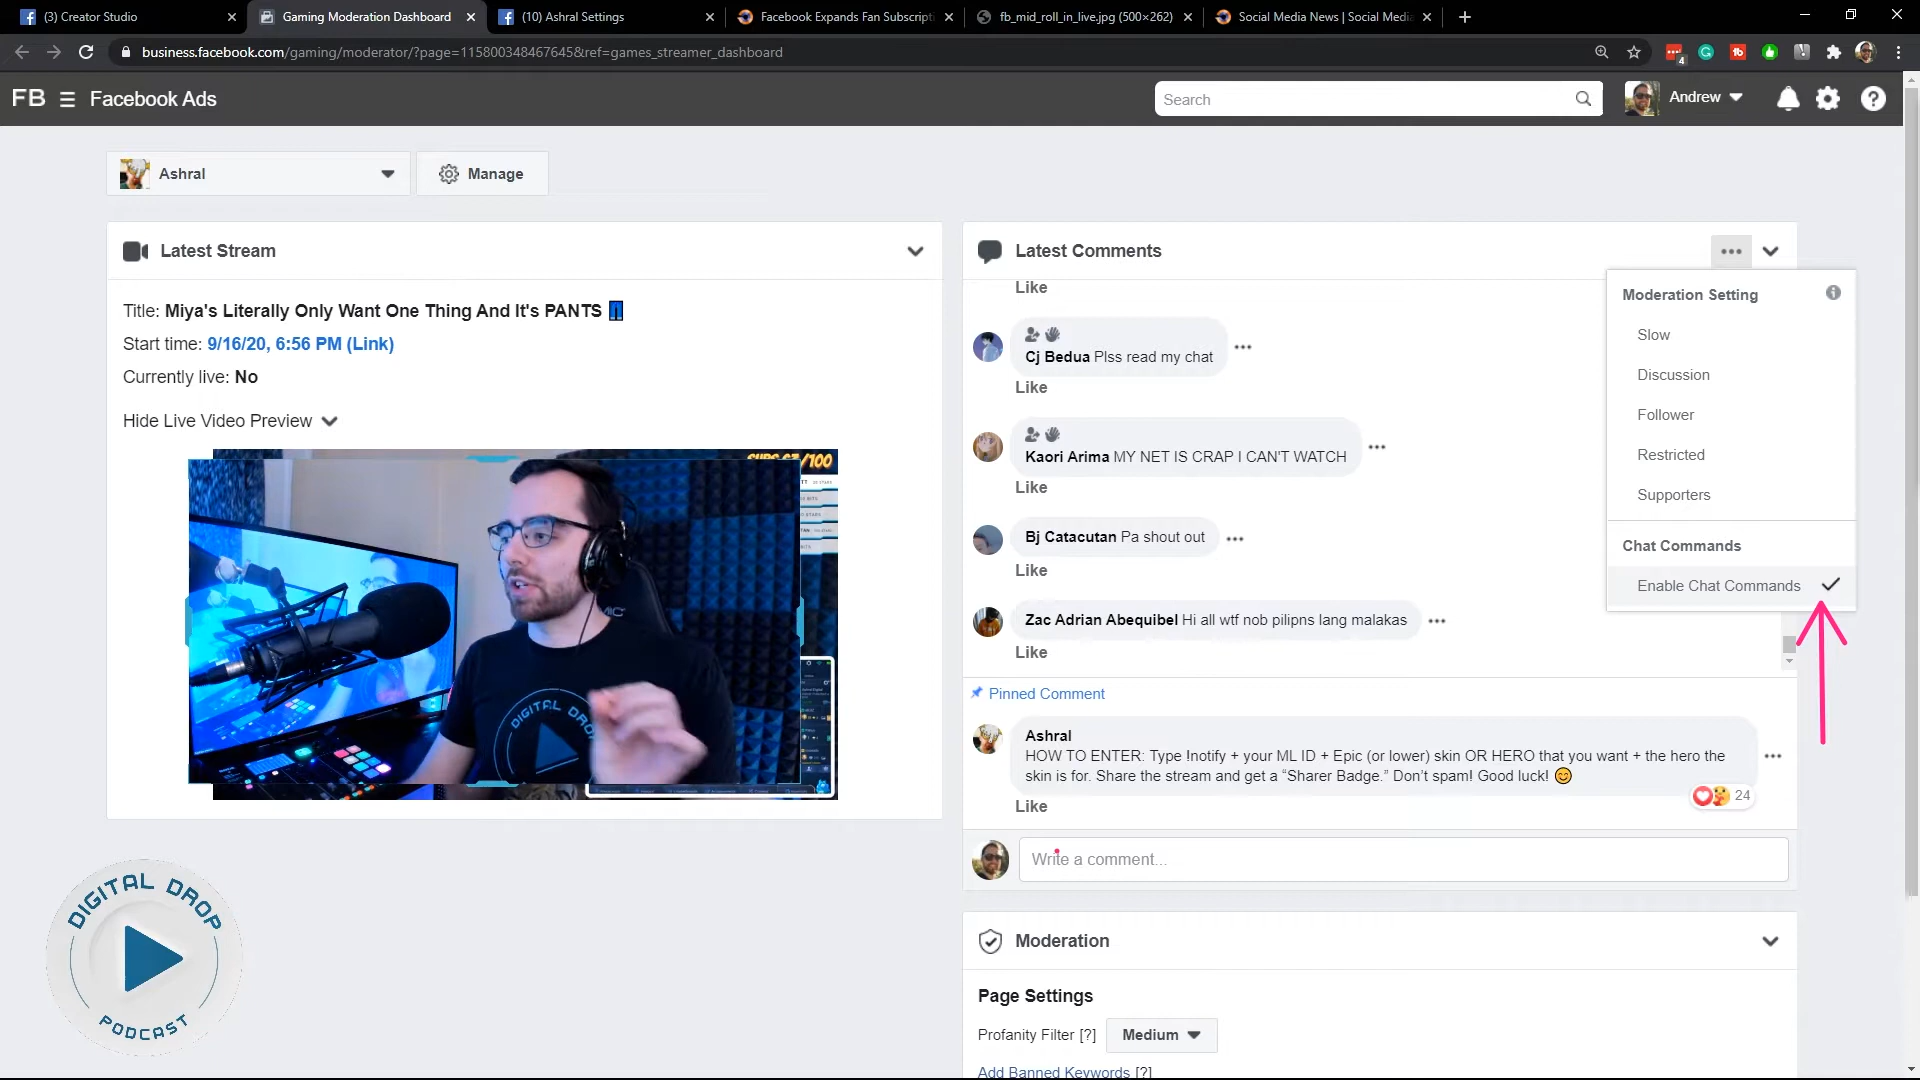 (3) Creator Studio
Gaming Moderation Dashboard
(10) Ashral Settings
Facebook Expands Fan Subscripti
fb_mid_roll_in_live.jpg (500×262)
Social Media News | Social Media
business.facebook.com/gaming/moderator/?page=115800348467645&ref=games_streamer_dashboard
4
FB Facebook Ads
Search
Andrew
Ashral
Manage
Latest Stream
Title: Miya's Literally Only Want One Thing And It's PANTS 👖
Start time: 9/16/20, 6:56 PM (Link)
Currently live: No
Hide Live Video Preview
/100
DIGITAL DROP
DIGITAL DROP
PODCAST
Latest Comments
Like
Cj Bedua Plss read my chat
Like
Kaori Arima MY NET IS CRAP I CAN'T WATCH
Like
Bj Catacutan Pa shout out
Like
Zac Adrian Abequibel Hi all wtf nob pilipns lang malakas
Like
Pinned Comment
Ashral
HOW TO ENTER: Type !notify + your ML ID + Epic (or lower) skin OR HERO that you want + the hero the
skin is for. Share the stream and get a “Sharer Badge.” Don’t spam! Good luck! 😊
24
Like
Write a comment...
Moderation Setting
Slow
Discussion
Follower
Restricted
Supporters
Chat Commands
Enable Chat Commands
Moderation
Page Settings
Profanity Filter [?] Medium
Add Banned Keywords [?]